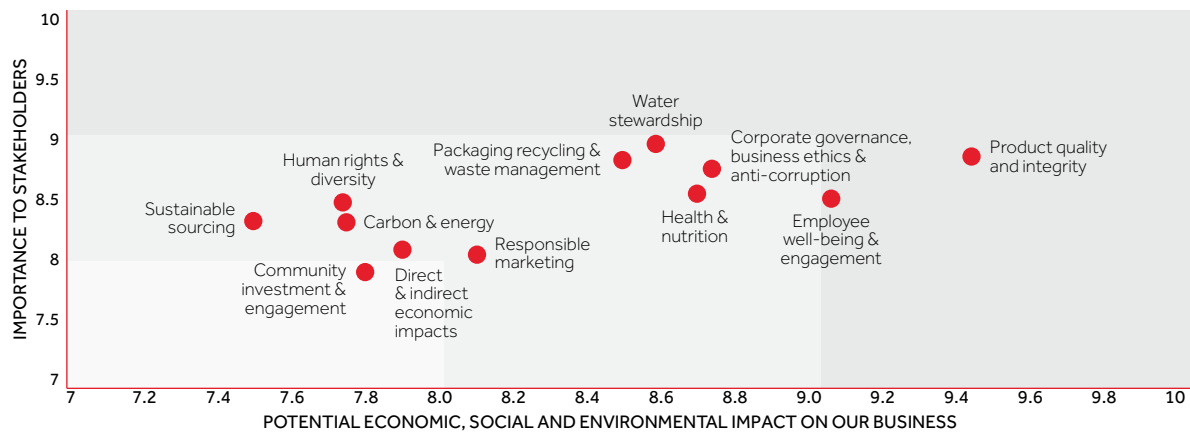 IMPORTANCE TO STAKEHOLDERS
10
9.5
9
8.5
8
7.5
7
Water
stewardship
Packaging recycling &
waste management
Corporate governance,
business ethics &
anti-corruption
Product quality
and integrity
Human rights &
diversity
Sustainable
sourcing
Carbon & energy
Health &
nutrition
Employee
well-being &
engagement
Responsible
marketing
Community
investment &
engagement
Direct
& indirect
economic
impacts
7 7.2 7.4 7.6 7.8 8.0 8.2 8.4 8.6 8.8 9.0 9.2 9.4 9.6 9.8 10
POTENTIAL ECONOMIC, SOCIAL AND ENVIRONMENTAL IMPACT ON OUR BUSINESS